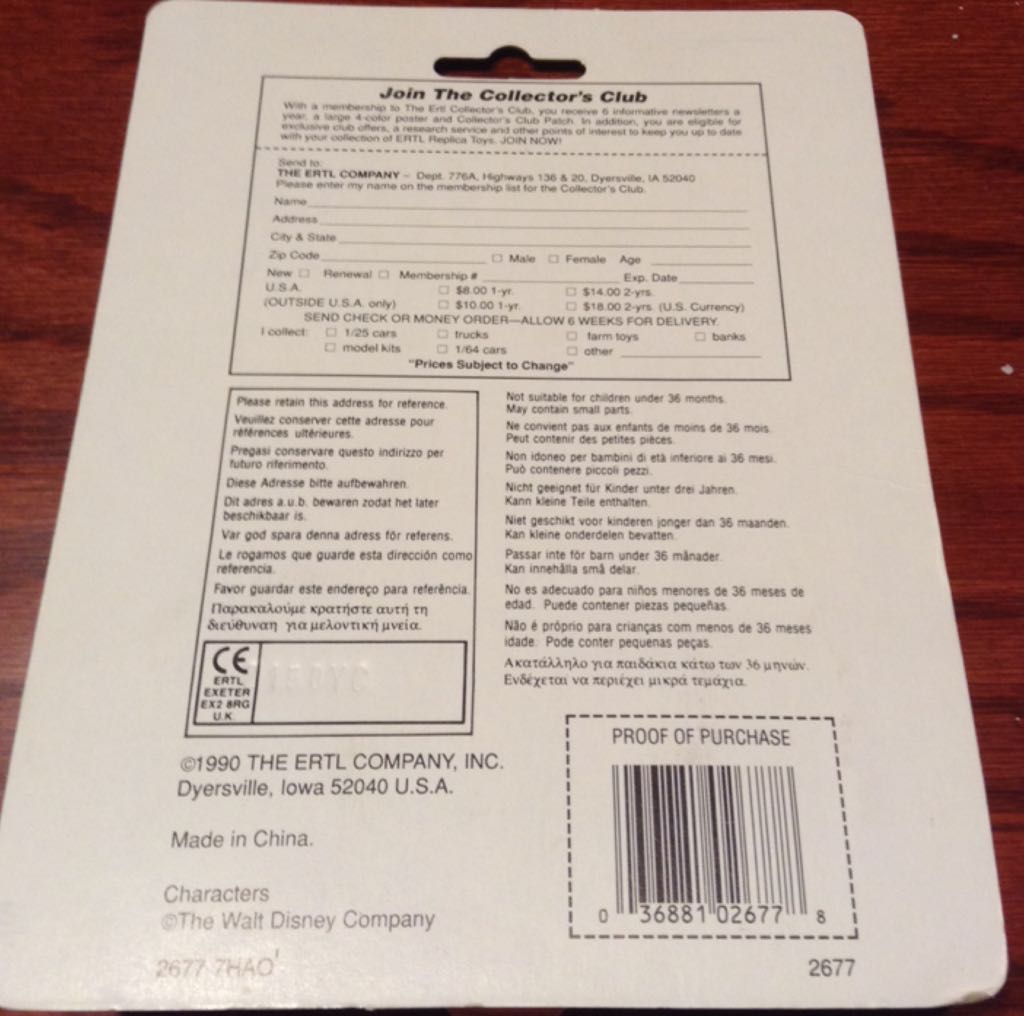 Join The Collector's Club
With a membership to The Ertl Collector's Club, you receive 6 informative newsletters a
year, a large 4-color poster and Collector's Club Patch. In addition, you are eligible for
exclusive club offers, a research service and other points of interest to keep you up to date
with your collection of ERTL Replica Toys. JOIN NOW!
Send to:
THE ERTL COMPANY – Dept. 776A, Highways 136 & 20, Dyersville, IA 52040
Please enter my name on the membership list for the Collector's Club.
Name
Address
City & State
Zip Code Male Female Age
New Renewal Membership # Exp. Date
U.S.A. $8.00 1-yr. $14.00 2-yrs.
(OUTSIDE U.S.A. only) $10.00 1-yr. $18.00 2-yrs. (U.S. Currency)
SEND CHECK OR MONEY ORDER—ALLOW 6 WEEKS FOR DELIVERY.
I collect: 1/25 cars trucks farm toys banks
model kits 1/64 cars other
"Prices Subject to Change"
Please retain this address for reference.
Veuillez conserver cette adresse pour
références ultérieures.
Pregasi conservare questo indirizzo per
futuro riferimento.
Diese Adresse bitte aufbewahren.
Dit adres a.u.b. bewaren zodat het later
beschikbaar is.
Var god spara denna adress för referens.
Le rogamos que guarde esta dirección como
referencia.
Favor guardar este endereço para referência.
Παρακαλούμε κρατήστε αυτή τη
διεύθυναη για μελοντική μνεία.
CE
ERTL
EXETER
EX2 8RG
U.K.
Not suitable for children under 36 months.
May contain small parts.
Ne convient pas aux enfants de moins de 36 mois.
Peut contenir des petites pièces.
Non idoneo per bambini di età inferiore ai 36 mesi.
Può contenere piccoli pezzi.
Nicht geeignet für Kinder unter drei Jahren.
Kann kleine Teile enthalten.
Niet geschikt voor kinderen jonger dan 36 maanden.
Kan kleine onderdelen bevatten.
Passar inte för barn under 36 månader.
Kan innehålla små delar.
No es adecuado para niños menores de 36 meses de
edad. Puede contener piezas pequeñas.
Não é próprio para crianças com menos de 36 meses
idade. Pode conter pequenas peças.
Ακατάλληλο για παιδάκια κάτω των 36 μηνών.
Ενδέχεται να περιέχει μικρά τεμάχια.
©1990 THE ERTL COMPANY, INC.
Dyersville, Iowa 52040 U.S.A.
Made in China.
Characters
©The Walt Disney Company
2677 7HAO
PROOF OF PURCHASE
0 36881 02677 8
2677